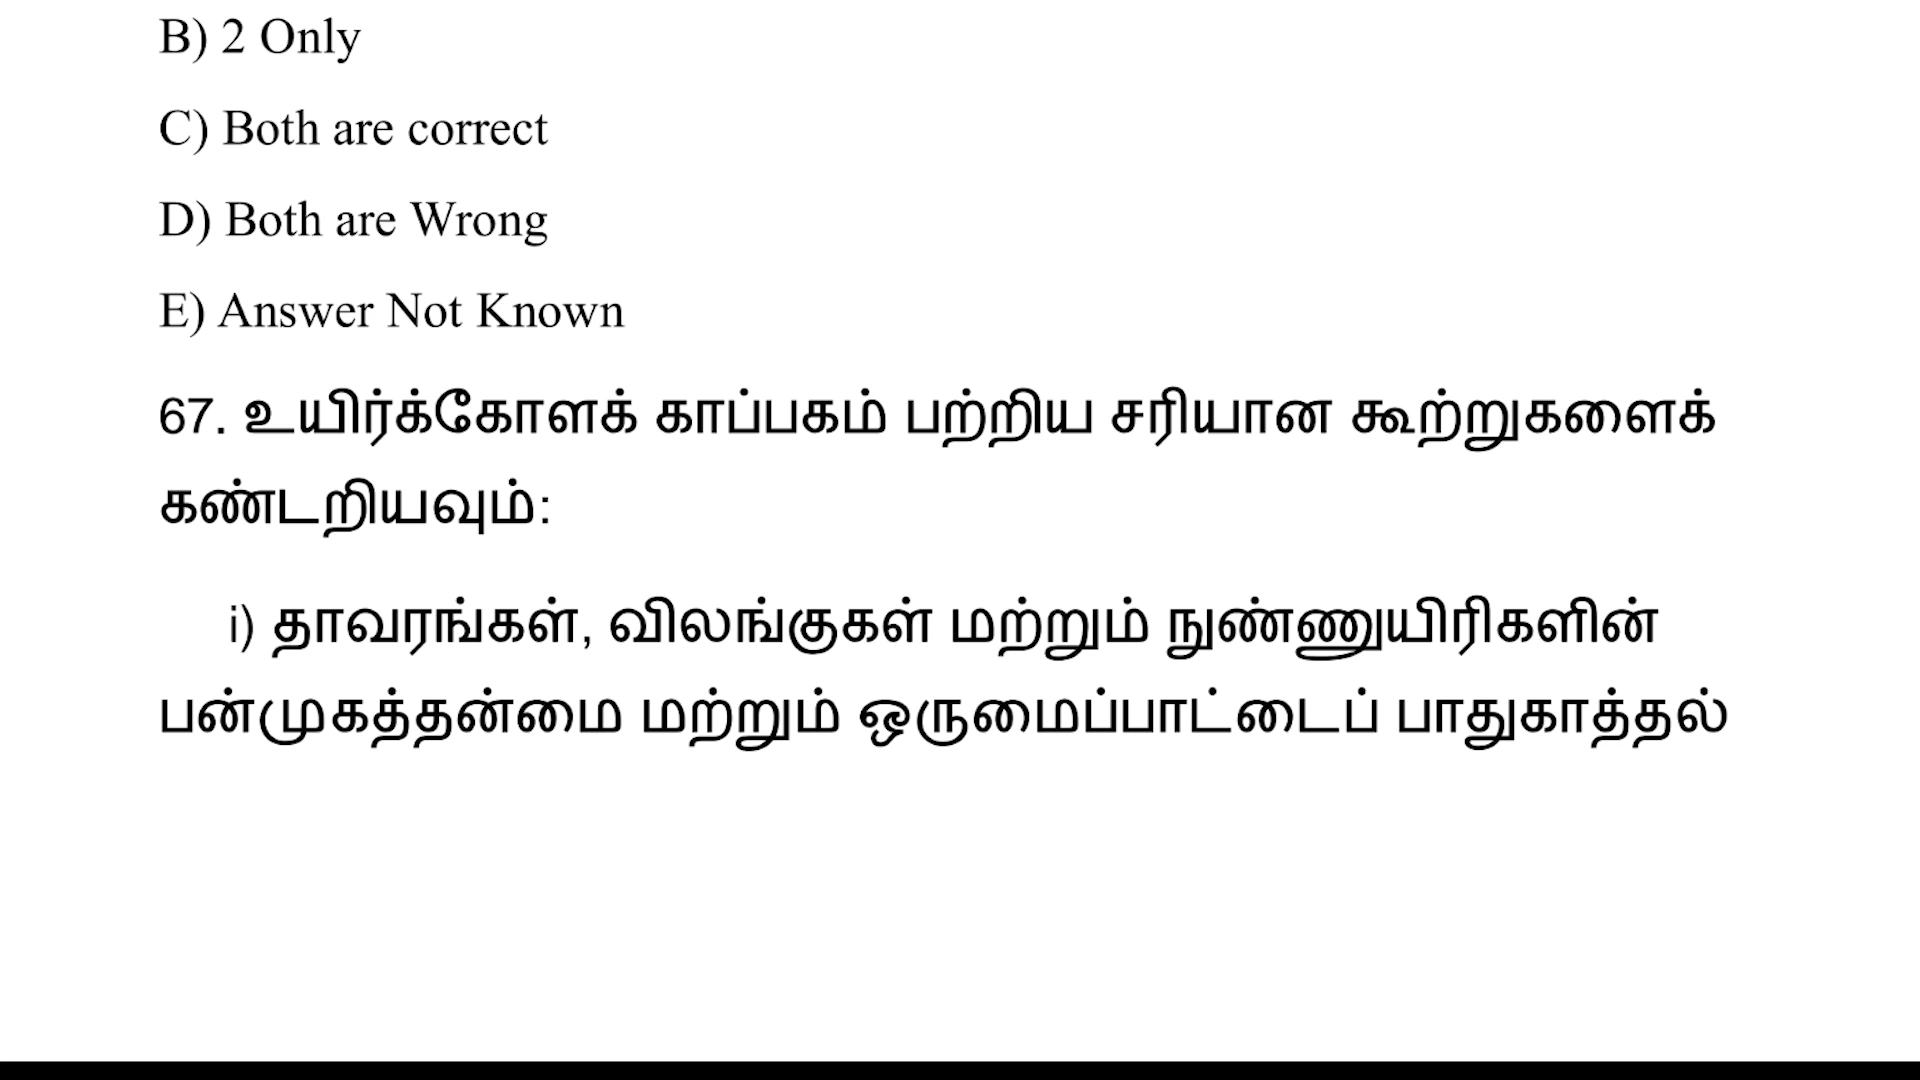 B) 2 Only
C) Both are correct
D) Both are Wrong
E) Answer Not Known
67. உயிர்க்கோளக் காப்பகம் பற்றிய சரியான கூற்றுகளைக்
கண்டறியவும்:
i) தாவரங்கள், விலங்குகள் மற்றும் நுண்ணுயிரிகளின்
பன்முகத்தன்மை மற்றும் ஒருமைப்பாட்டைப் பாதுகாத்தல்